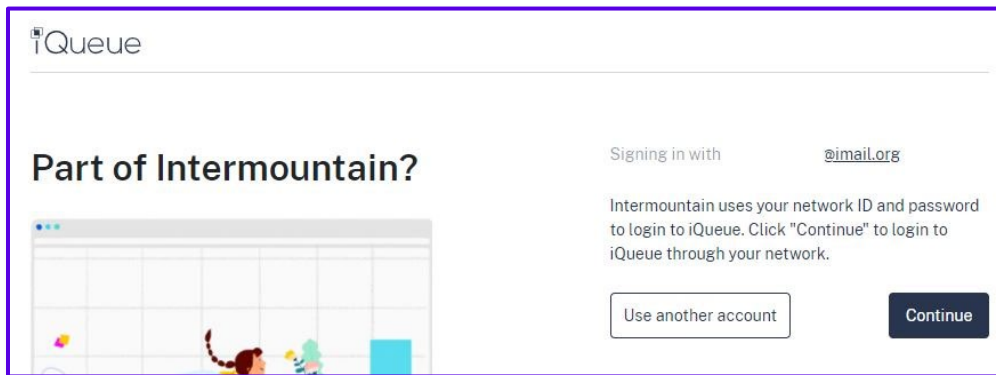 iQueue
Part of Intermountain?
Signing in with @imail.org
Intermountain uses your network ID and password
to login to iQueue. Click "Continue" to login to
iQueue through your network.
Use another account
Continue